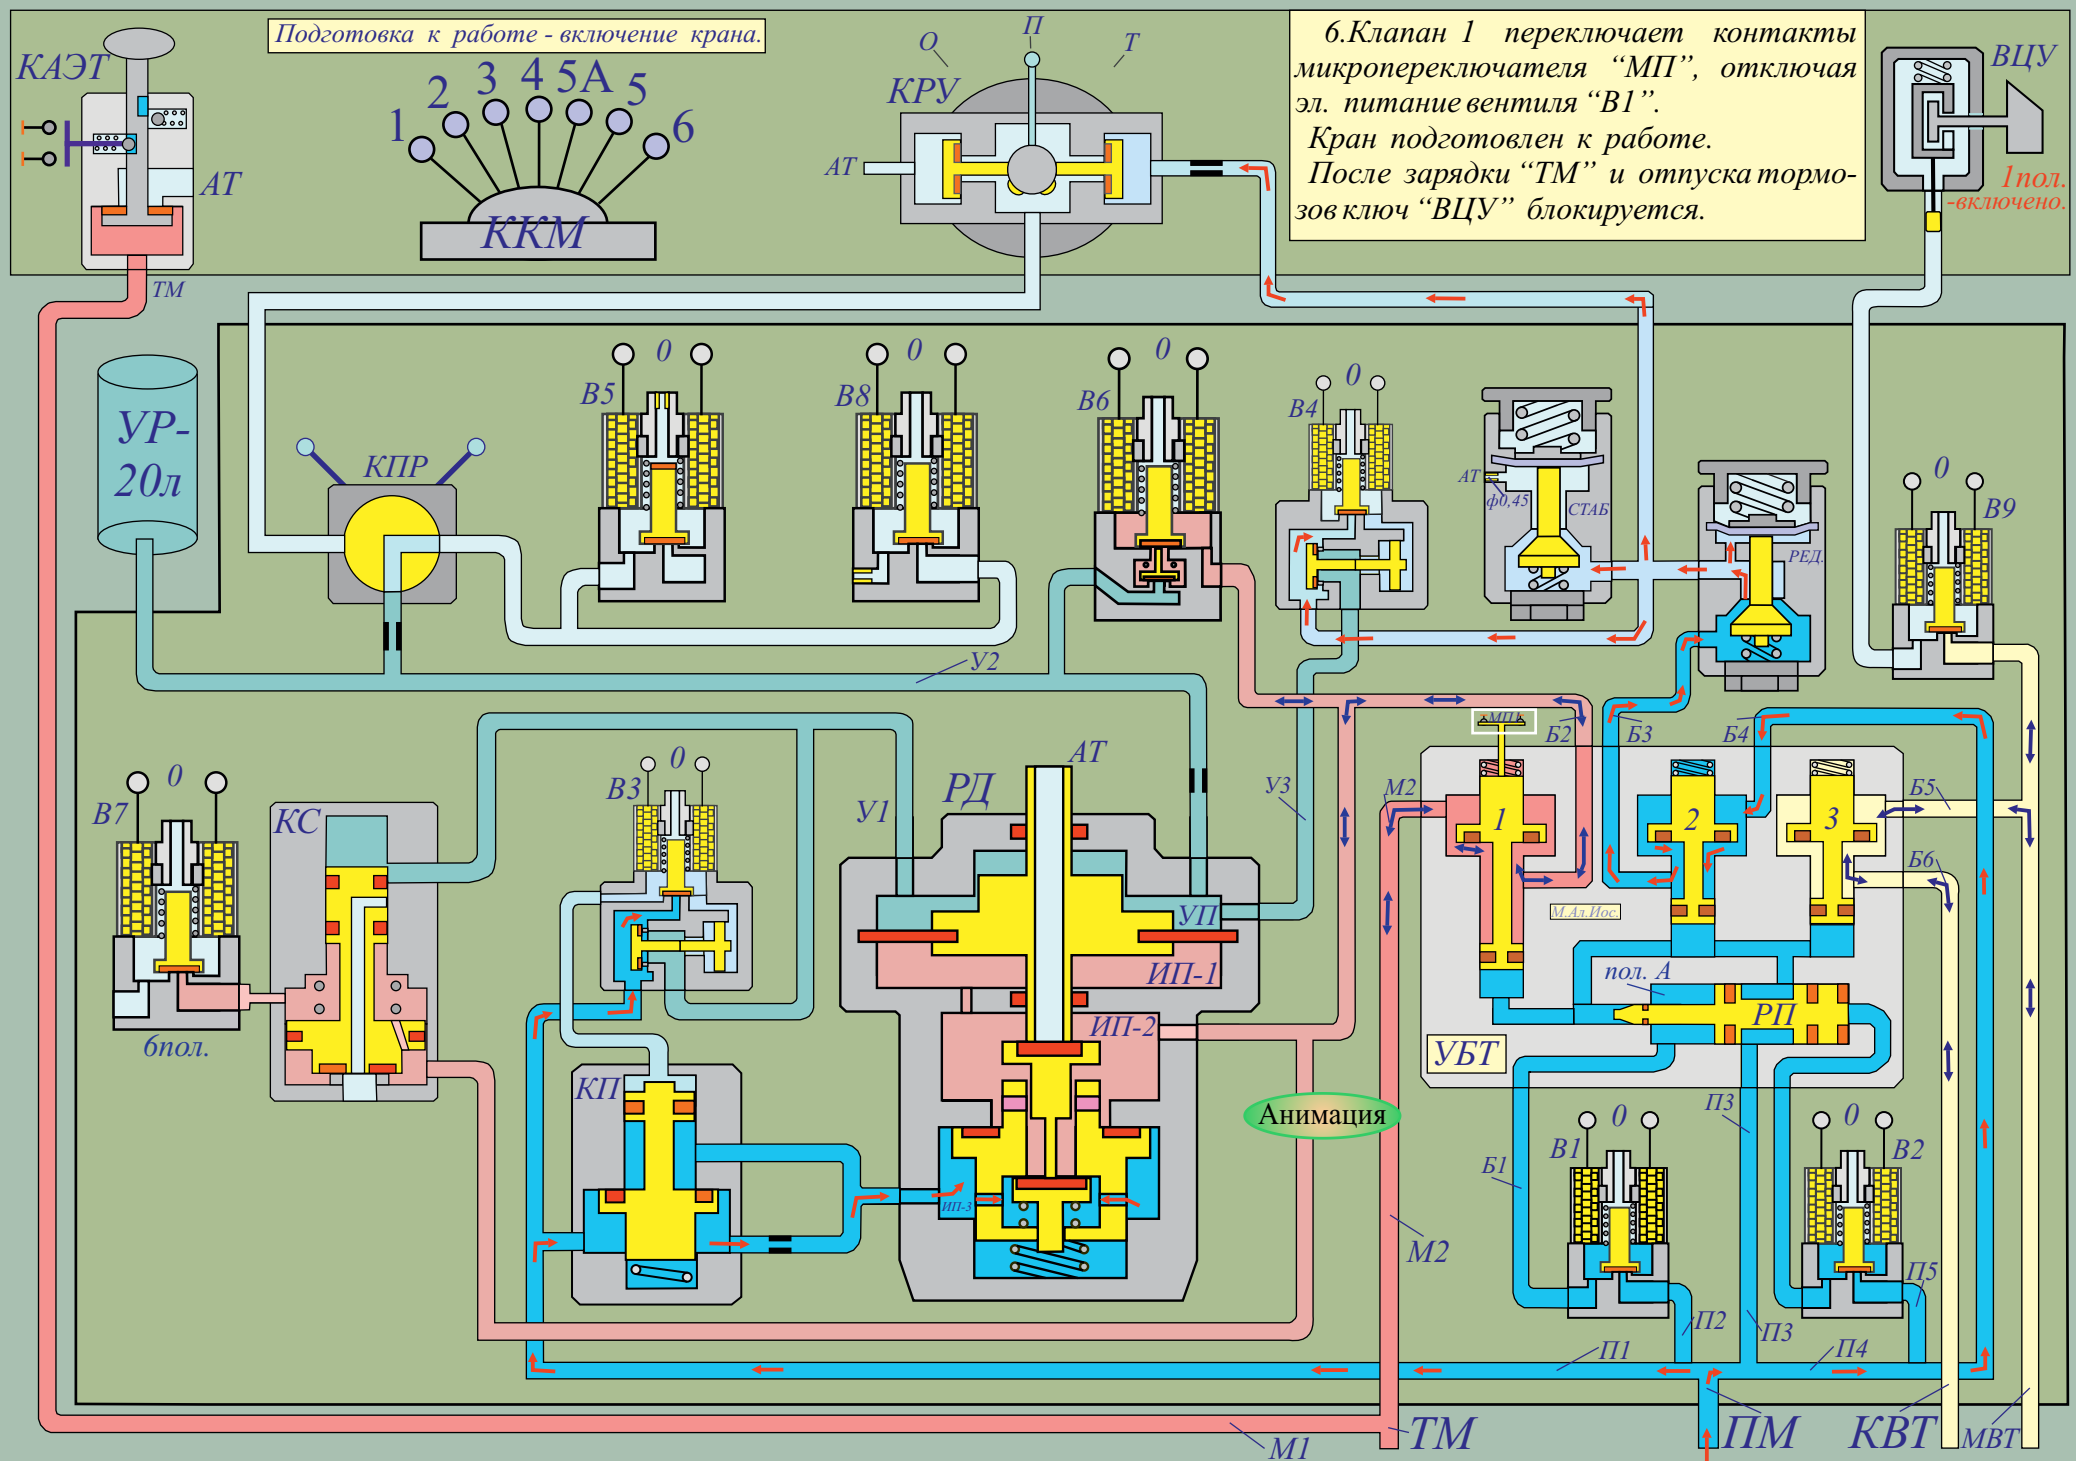 КАЭТ
АТ
ТМ
Подготовка к работе - включение крана.
1
2
3
4
5А
5
6
ККМ
О
П
Т
КРУ
АТ
6.Клапан 1 переключает контакты
микропереключателя “МП”, отключая
эл. питание вентиля “В1”.
Кран подготовлен к работе.
После зарядки “ТМ” и отпуска тормо-
зов ключ “ВЦУ” блокируется.
ВЦУ
1пол.
-включено.
УР-
20л
КПР
В5
0
В8
0
В6
0
В4
0
АТ
ф0,45
СТАБ
РЕД.
0
В9
У2
В7
0
КС
6пол.
В3
0
У1
РД
АТ
УП
ИП-1
ИП-2
ИП-3
КП
У3
М2
МП1
Б2
Б3
Б4
Б5
Б6
1
2
3
М.Ал.Иос.
пол. А
РП
УБТ
Анимация
П3
Б1
В1
0
В2
0
М2
П2
П3
П5
П1
П4
М1
ТМ
ПМ
КВТ
МВТ